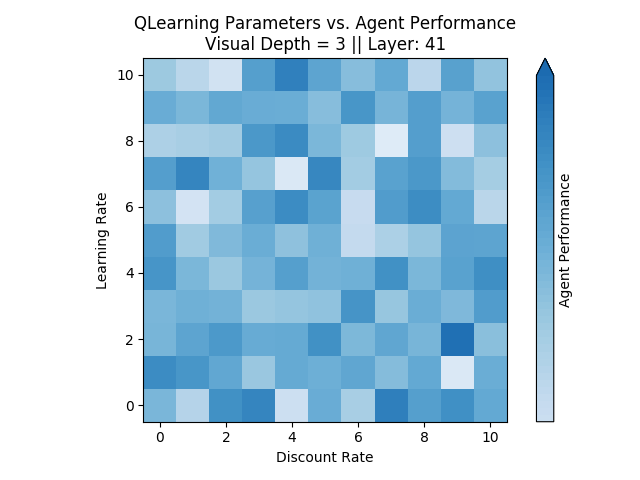 QLearning Parameters vs. Agent Performance
Visual Depth = 3 || Layer: 41
10
8
6
4
2
0
Learning Rate
0 2 4 6 8 10
Discount Rate
Agent Performance